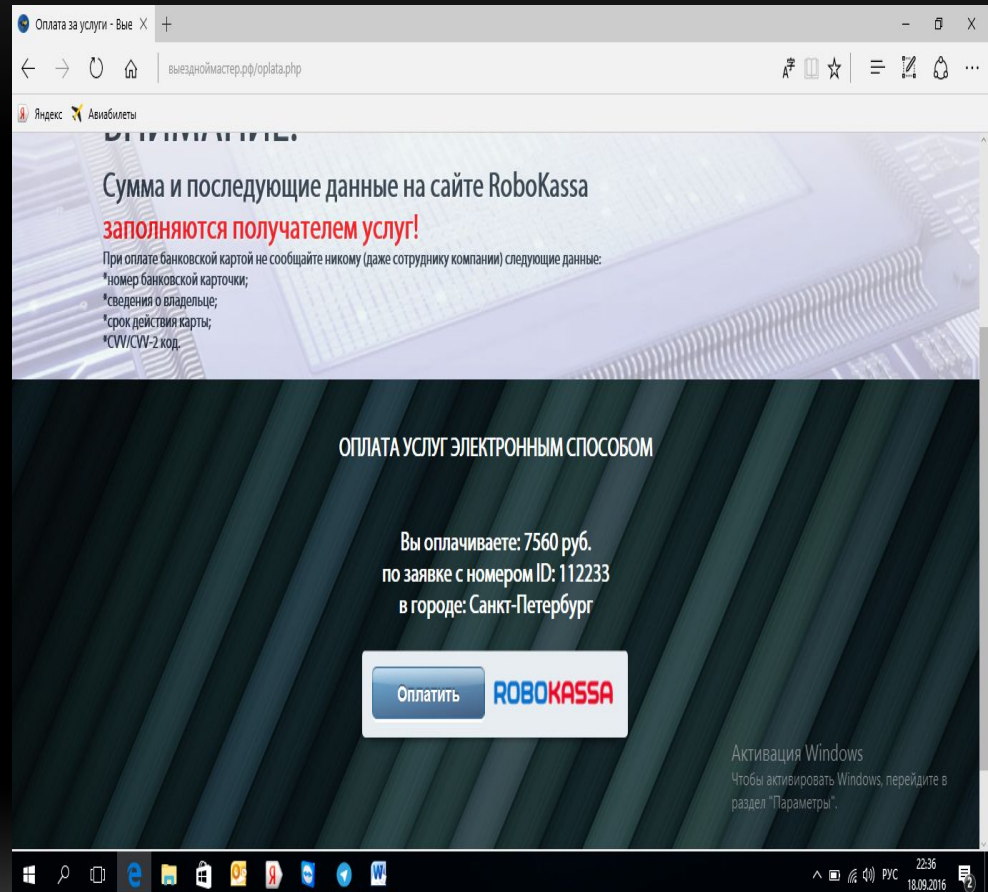 Оплата за услуги - Вые
выездноймастер.рф/oplata.php
Яндекс
Авиабилеты
ВНИМАНИЕ!
Сумма и последующие данные на сайте RoboKassa
заполняются получателем услуг!
При оплате банковской картой не сообщайте никому (даже сотруднику компании) следующие данные:
*номер банковской карточки;
*сведения о владельце;
*срок действия карты;
*CVV/CVV-2 код.
ОПЛАТА УСЛУГ ЭЛЕКТРОННЫМ СПОСОБОМ
Вы оплачиваете: 7560 руб.
по заявке с номером ID: 112233
в городе: Санкт-Петербург
Оплатить
ROBOKASSA
Активация Windows
Чтобы активировать Windows, перейдите в
раздел "Параметры".
РУС
22:36
18.09.2016
2